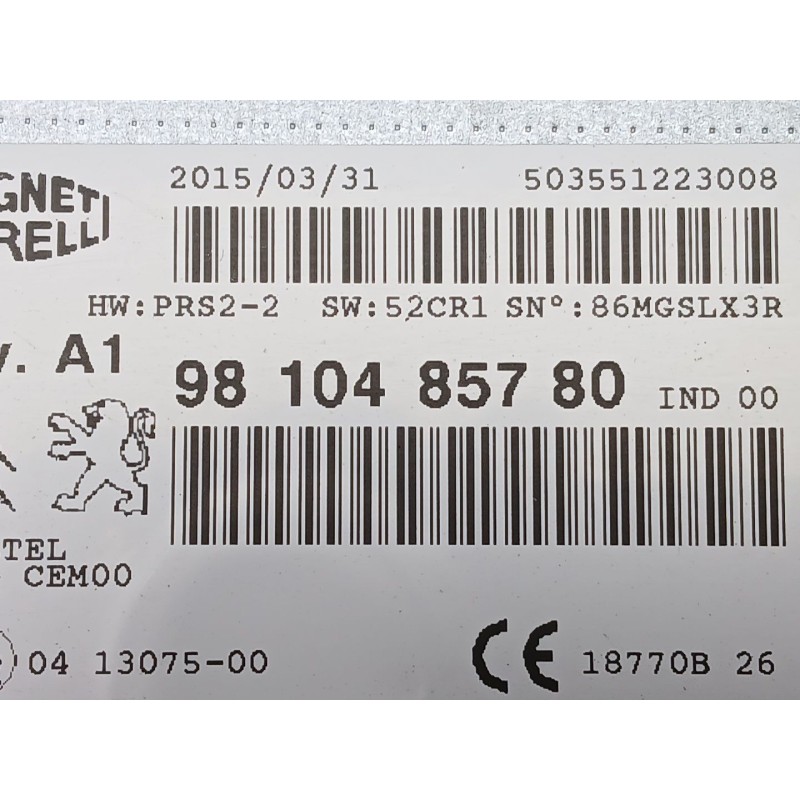 2015/03/31 503551223008
GNET
RELLI
HW:PRS2-2 SW:52CR1 SN°:86MGSLX3R
v. A1
98 104 857 80 IND 00
TEL
CEM00
04 13075-00
CE 18770B 26